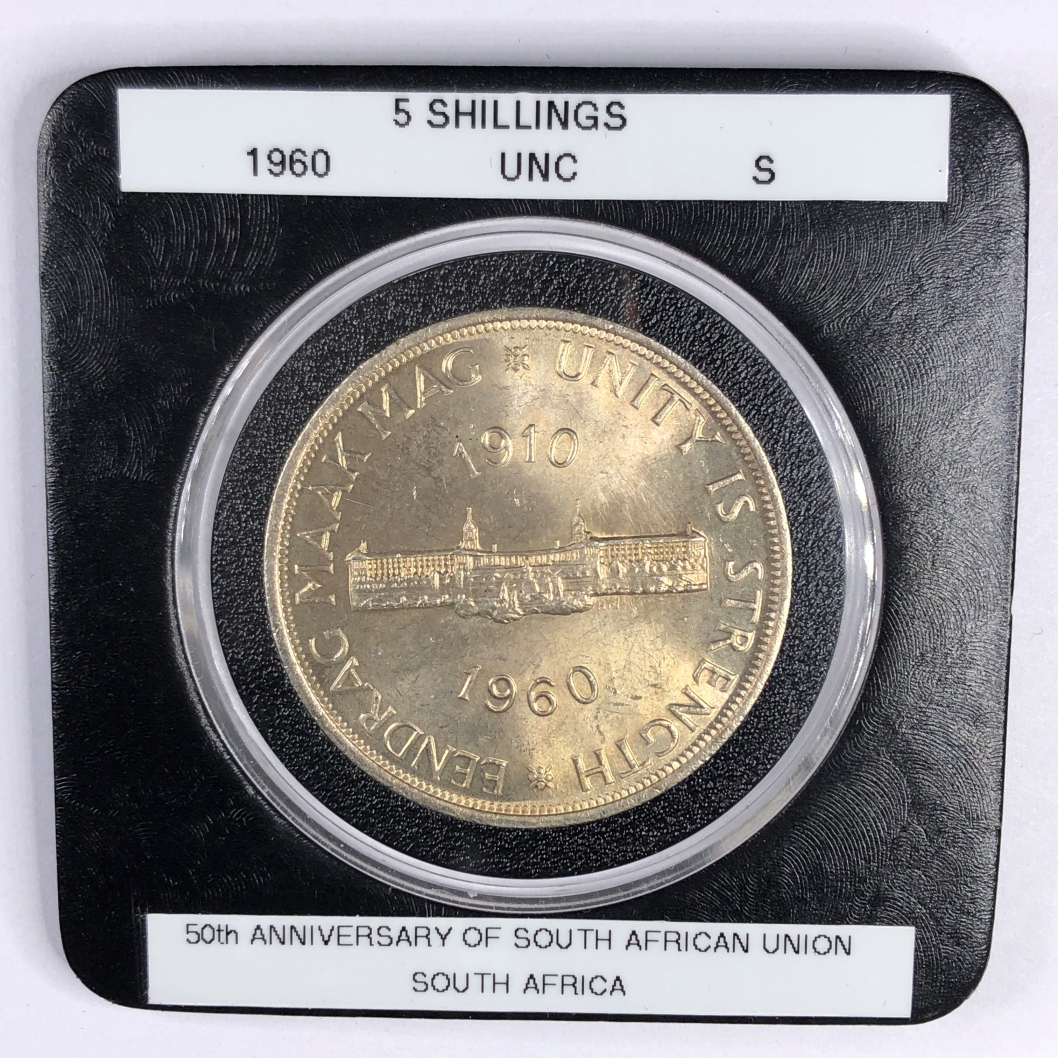 5 SHILLINGS
1960 UNC S
EENDRAG MAAK MAG
UNITY IS STRENGTH
1910
1960
50th ANNIVERSARY OF SOUTH AFRICAN UNION
SOUTH AFRICA